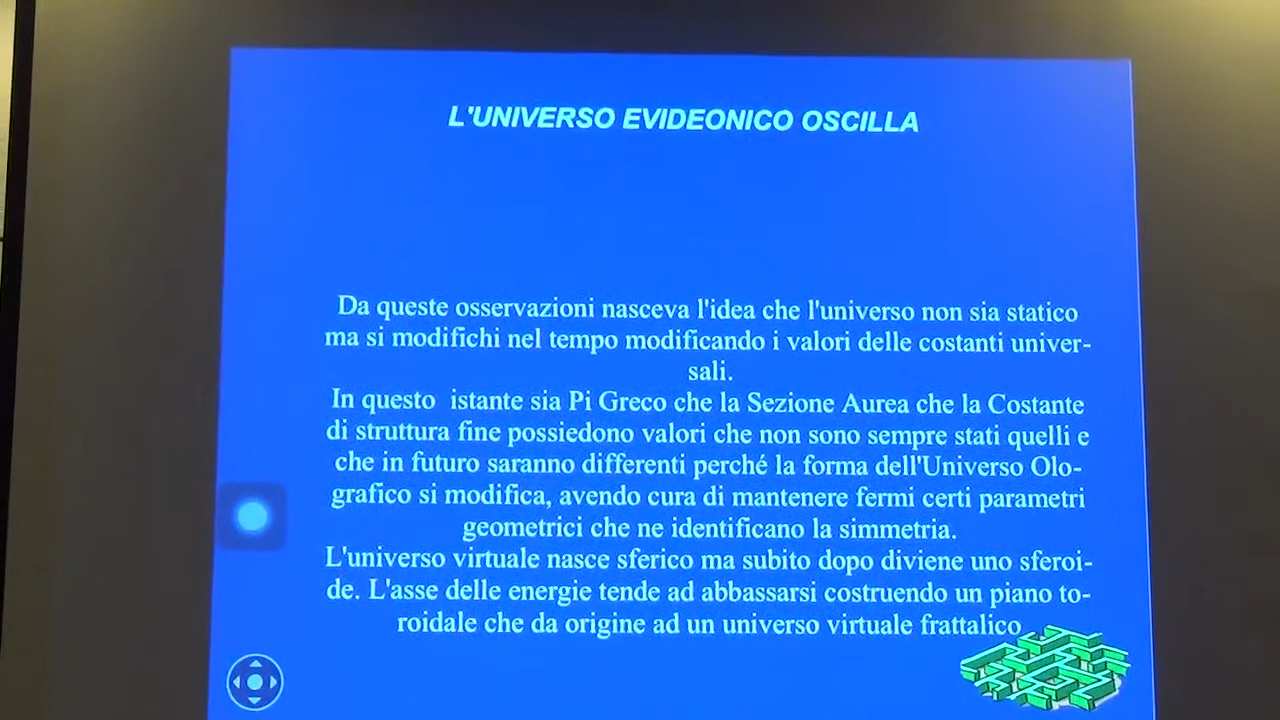 L'UNIVERSO EVIDEONICO OSCILLA
Da queste osservazioni nasceva l'idea che l'universo non sia statico
ma si modifichi nel tempo modificando i valori delle costanti univer-
sali.
In questo istante sia Pi Greco che la Sezione Aurea che la Costante
di struttura fine possiedono valori che non sono sempre stati quelli e
che in futuro saranno differenti perché la forma dell'Universo Olo-
grafico si modifica, avendo cura di mantenere fermi certi parametri
geometrici che ne identificano la simmetria.
L'universo virtuale nasce sferico ma subito dopo diviene uno sferoi-
de. L'asse delle energie tende ad abbassarsi costruendo un piano to-
roidale che da origine ad un universo virtuale frattalico